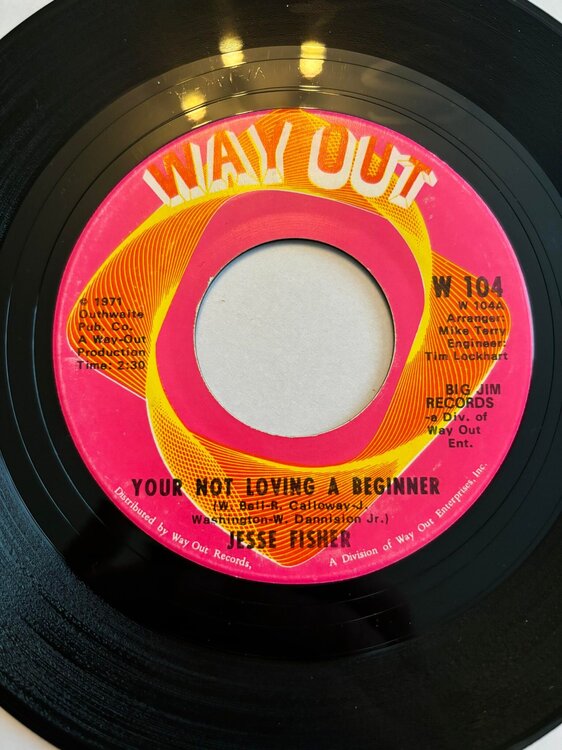 WAY OUT
© 1971
Outhwaite
Pub. Co.
A Way-Out
Production
Time: 2:30
W 104
W 104A
Arranger:
Mike Terry
Engineer:
Tim Lockhart
BIG JIM
RECORDS
-a Div. of
Way Out
Ent.
YOUR NOT LOVING A BEGINNER
(W. Ball-R. Calloway-J.
Washington-W. Dannision Jr.)
JESSE FISHER
Distributed by Way Out Records, A Division of Way Out Enterprises, Inc.